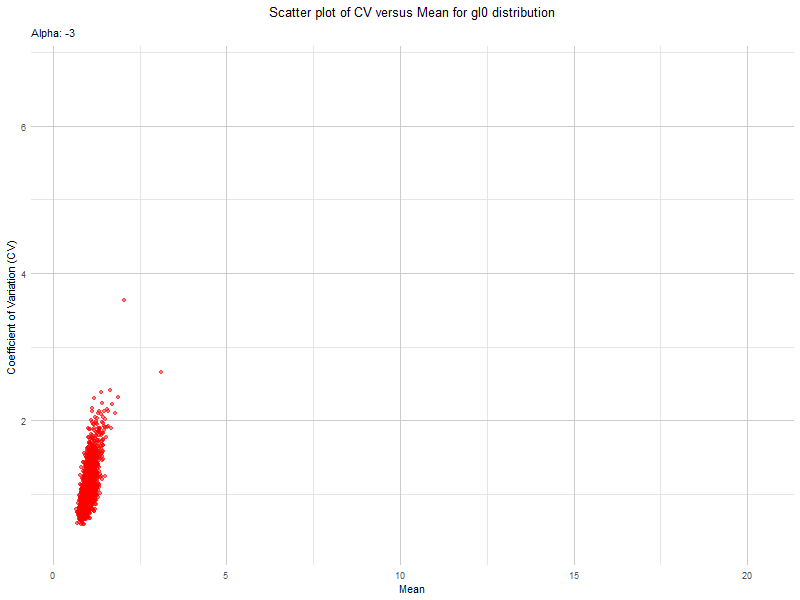 Scatter plot of CV versus Mean for gI0 distribution
Alpha: -3
Coefficient of Variation (CV)
6
4
2
0 5 10 15 20
Mean